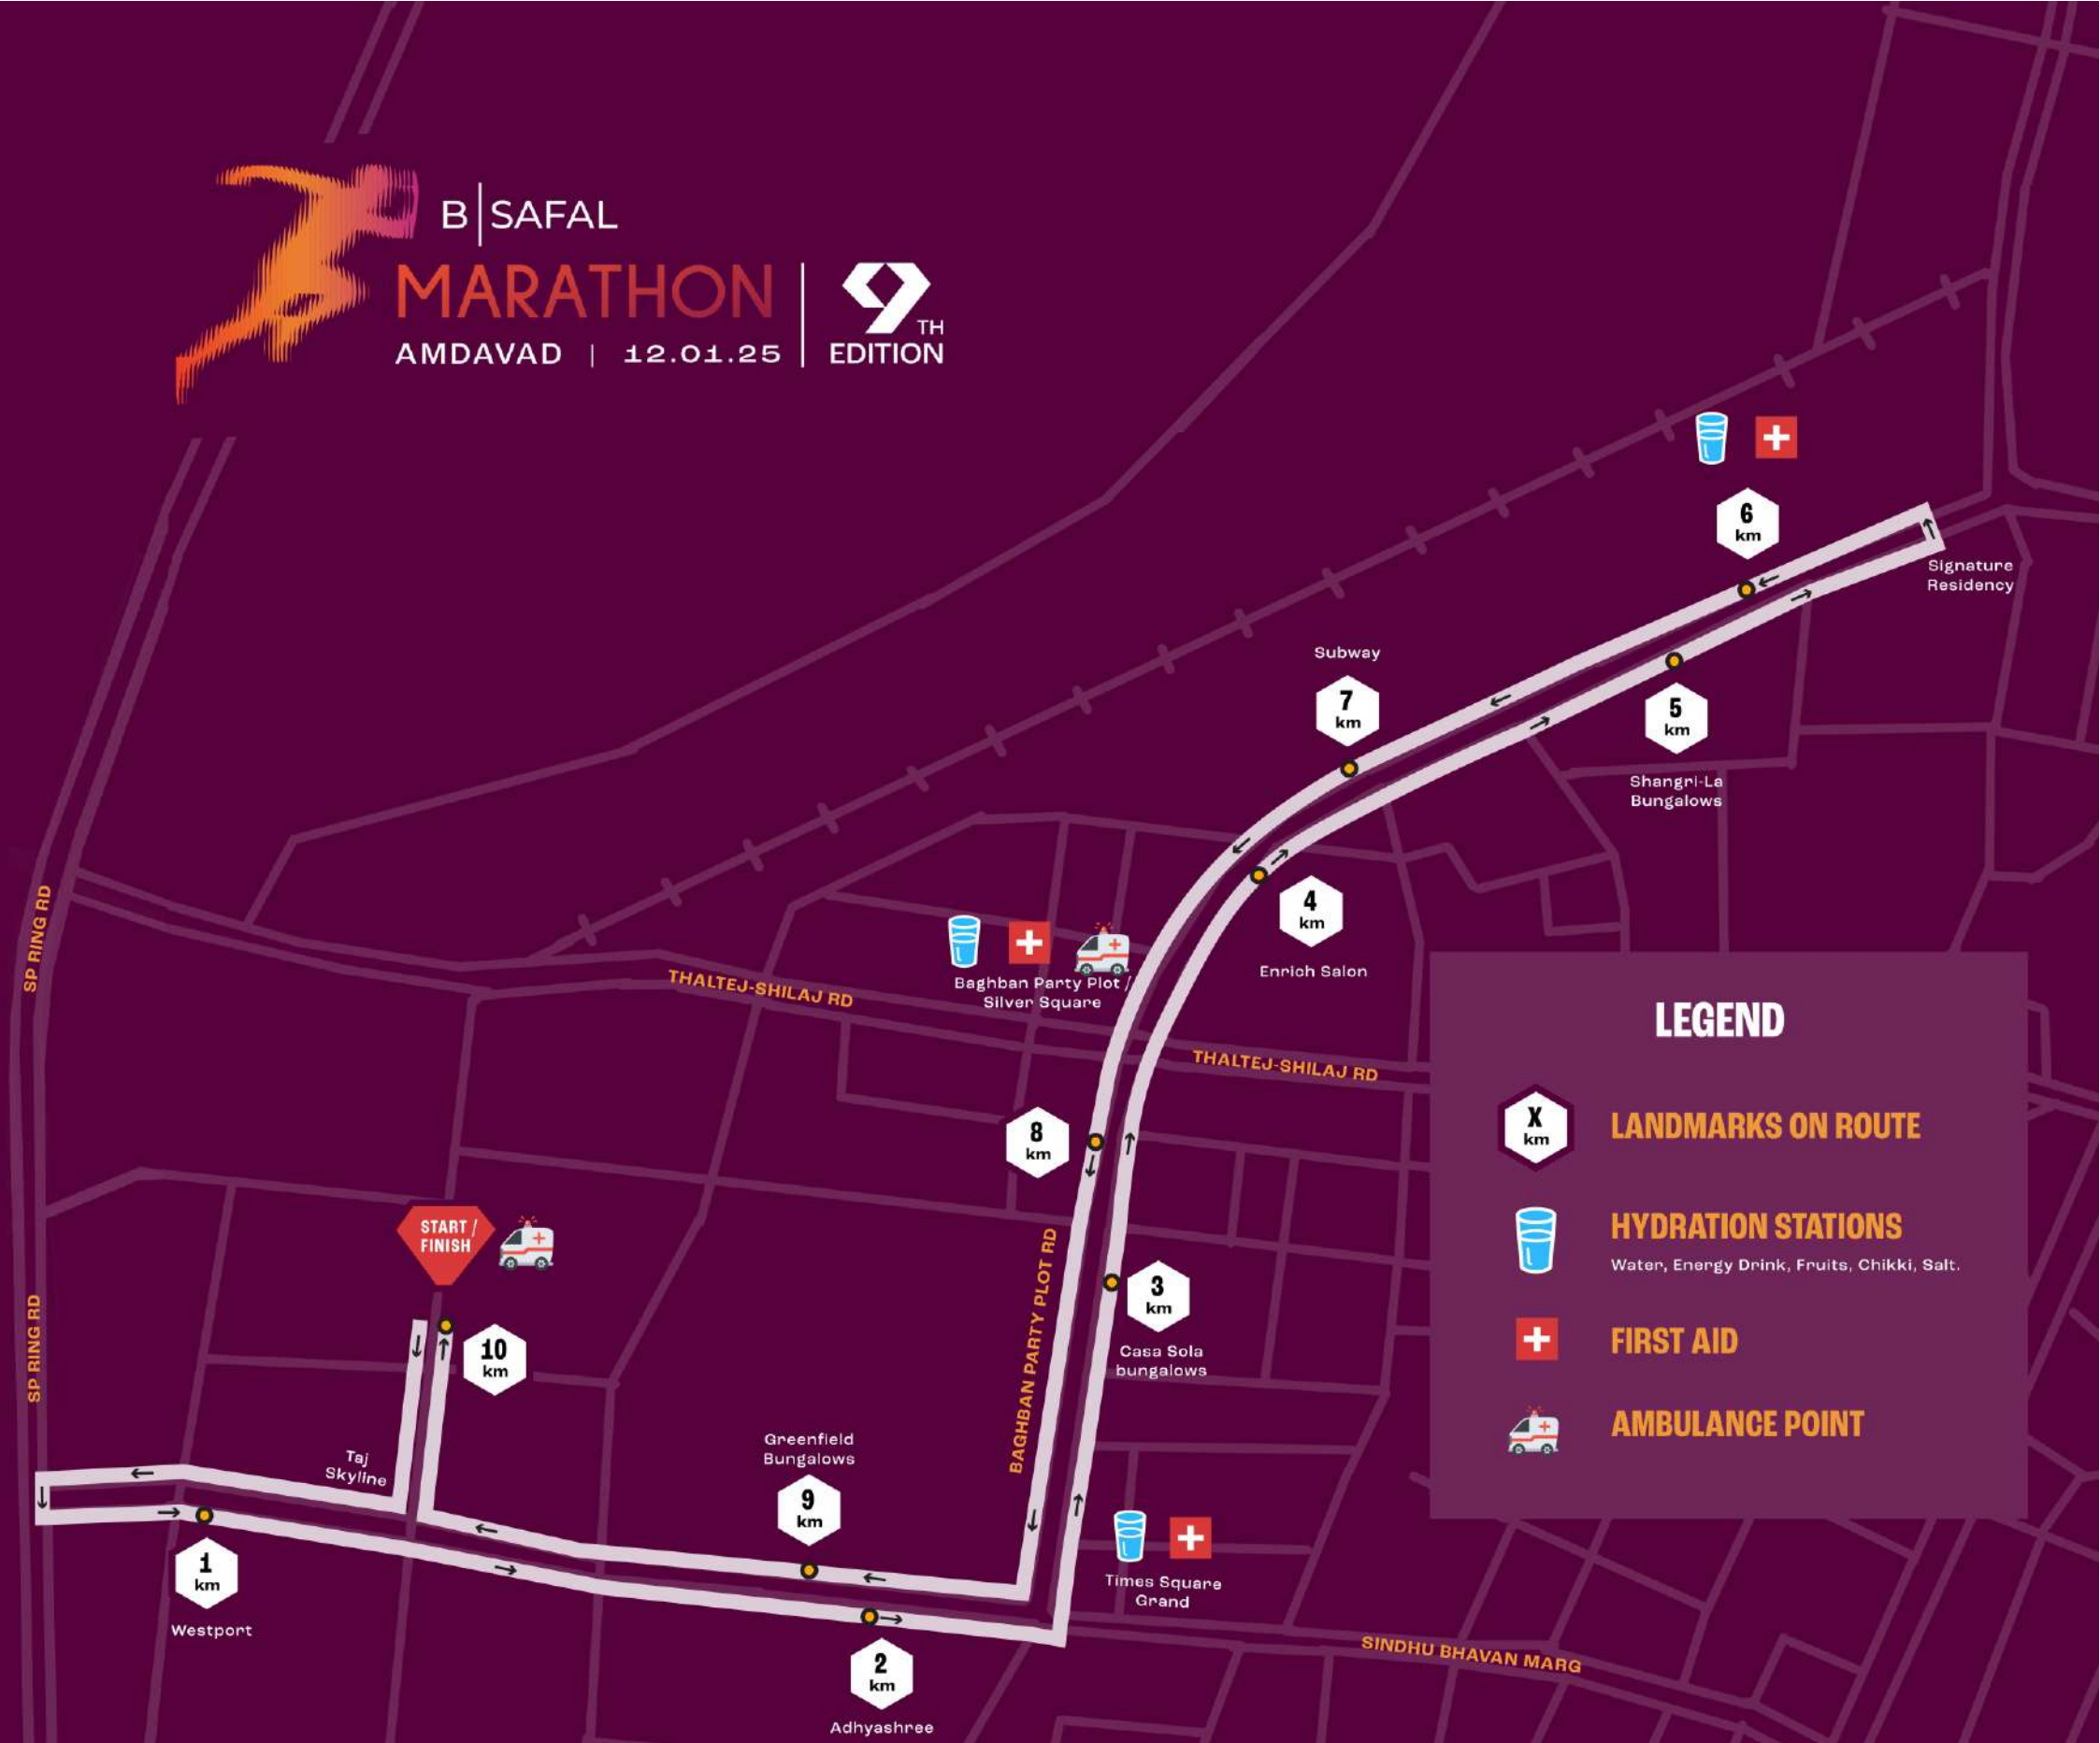 B|SAFAL
MARATHON
AMDAVAD | 12.01.25
9TH
EDITION
6
km
Signature
Residency
Subway
7
km
5
km
Shangri-La
Bungalows
4
km
Enrich Salon
Baghban Party Plot /
Silver Square
SP RING RD
THALTEJ-SHILAJ RD
THALTEJ-SHILAJ RD
8
km
START /
FINISH
BAGHBAN PARTY PLOT RD
3
km
Casa Sola
bungalows
SP RING RD
10
km
Taj
Skyline
Greenfield
Bungalows
9
km
1
km
Westport
Times Square
Grand
2
km
Adhyashree
SINDHU BHAVAN MARG
LEGEND
X
km
LANDMARKS ON ROUTE
HYDRATION STATIONS
Water, Energy Drink, Fruits, Chikki, Salt.
FIRST AID
AMBULANCE POINT